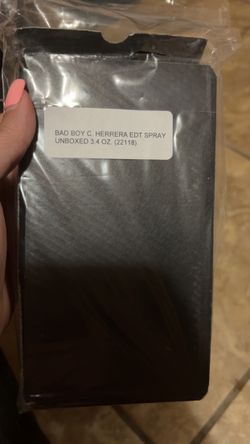 BAD BOY C. HERRERA EDT SPRAY
UNBOXED 3.4 OZ. (22118)